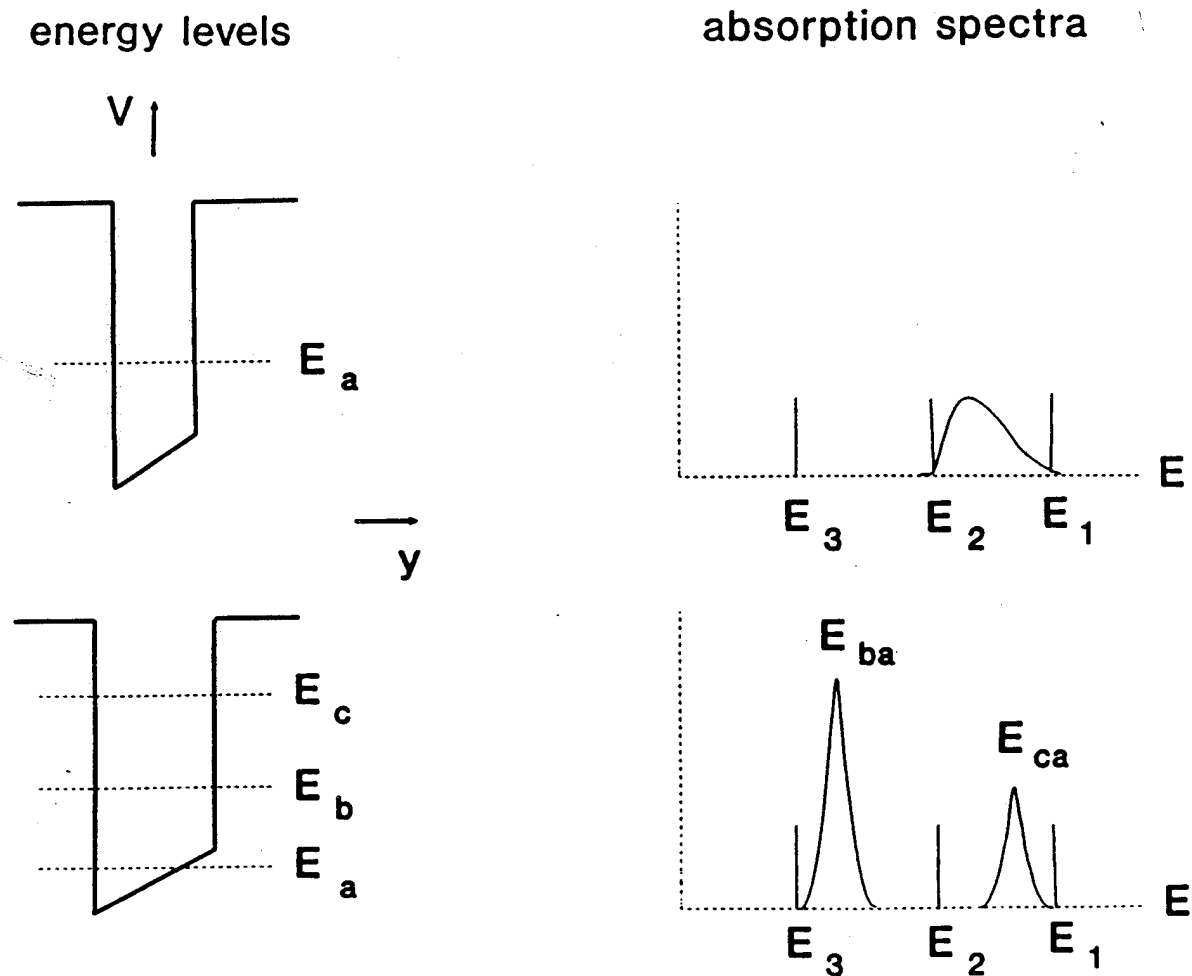 energy levels
absorption spectra
V
E a
E
E 3
E 2
E 1
y
E c
E b
E a
E ba
E ca
E
E 3
E 2
E 1